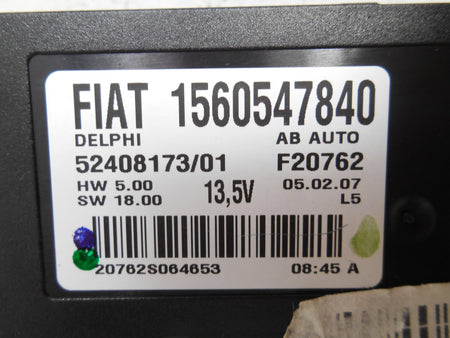 FIAT 1560547840
DELPHI AB AUTO
52408173/01 F20762
HW 5.00 13,5V 05.02.07
SW 18.00 L5
20762S064653 08:45 A